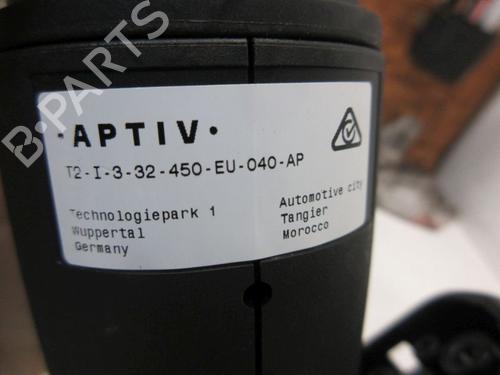 B-PARTS
• APTIV •
T2-I-3-32-450-EU-040-AP
Technologiepark 1
Wuppertal
Germany
Automotive city
Tangier
Morocco